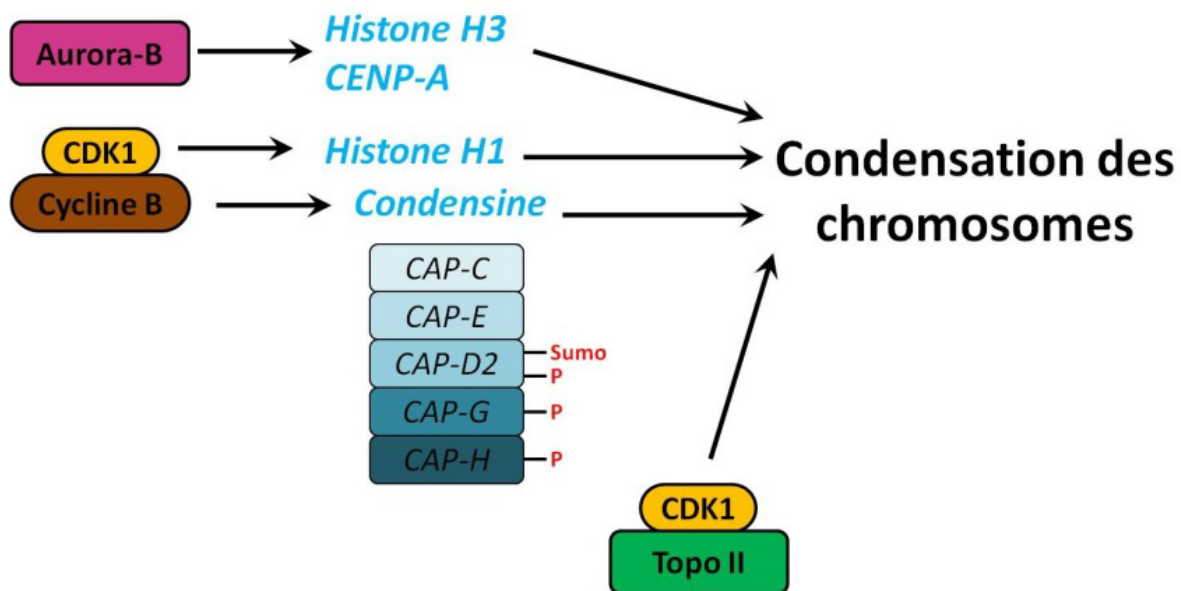 Aurora-B
Histone H3
CENP-A
CDK1
Cycline B
Histone H1
Condensine
Condensation des
chromosomes
CAP-C
CAP-E
CAP-D2
Sumo
P
CAP-G
P
CAP-H
P
CDK1
Topo II